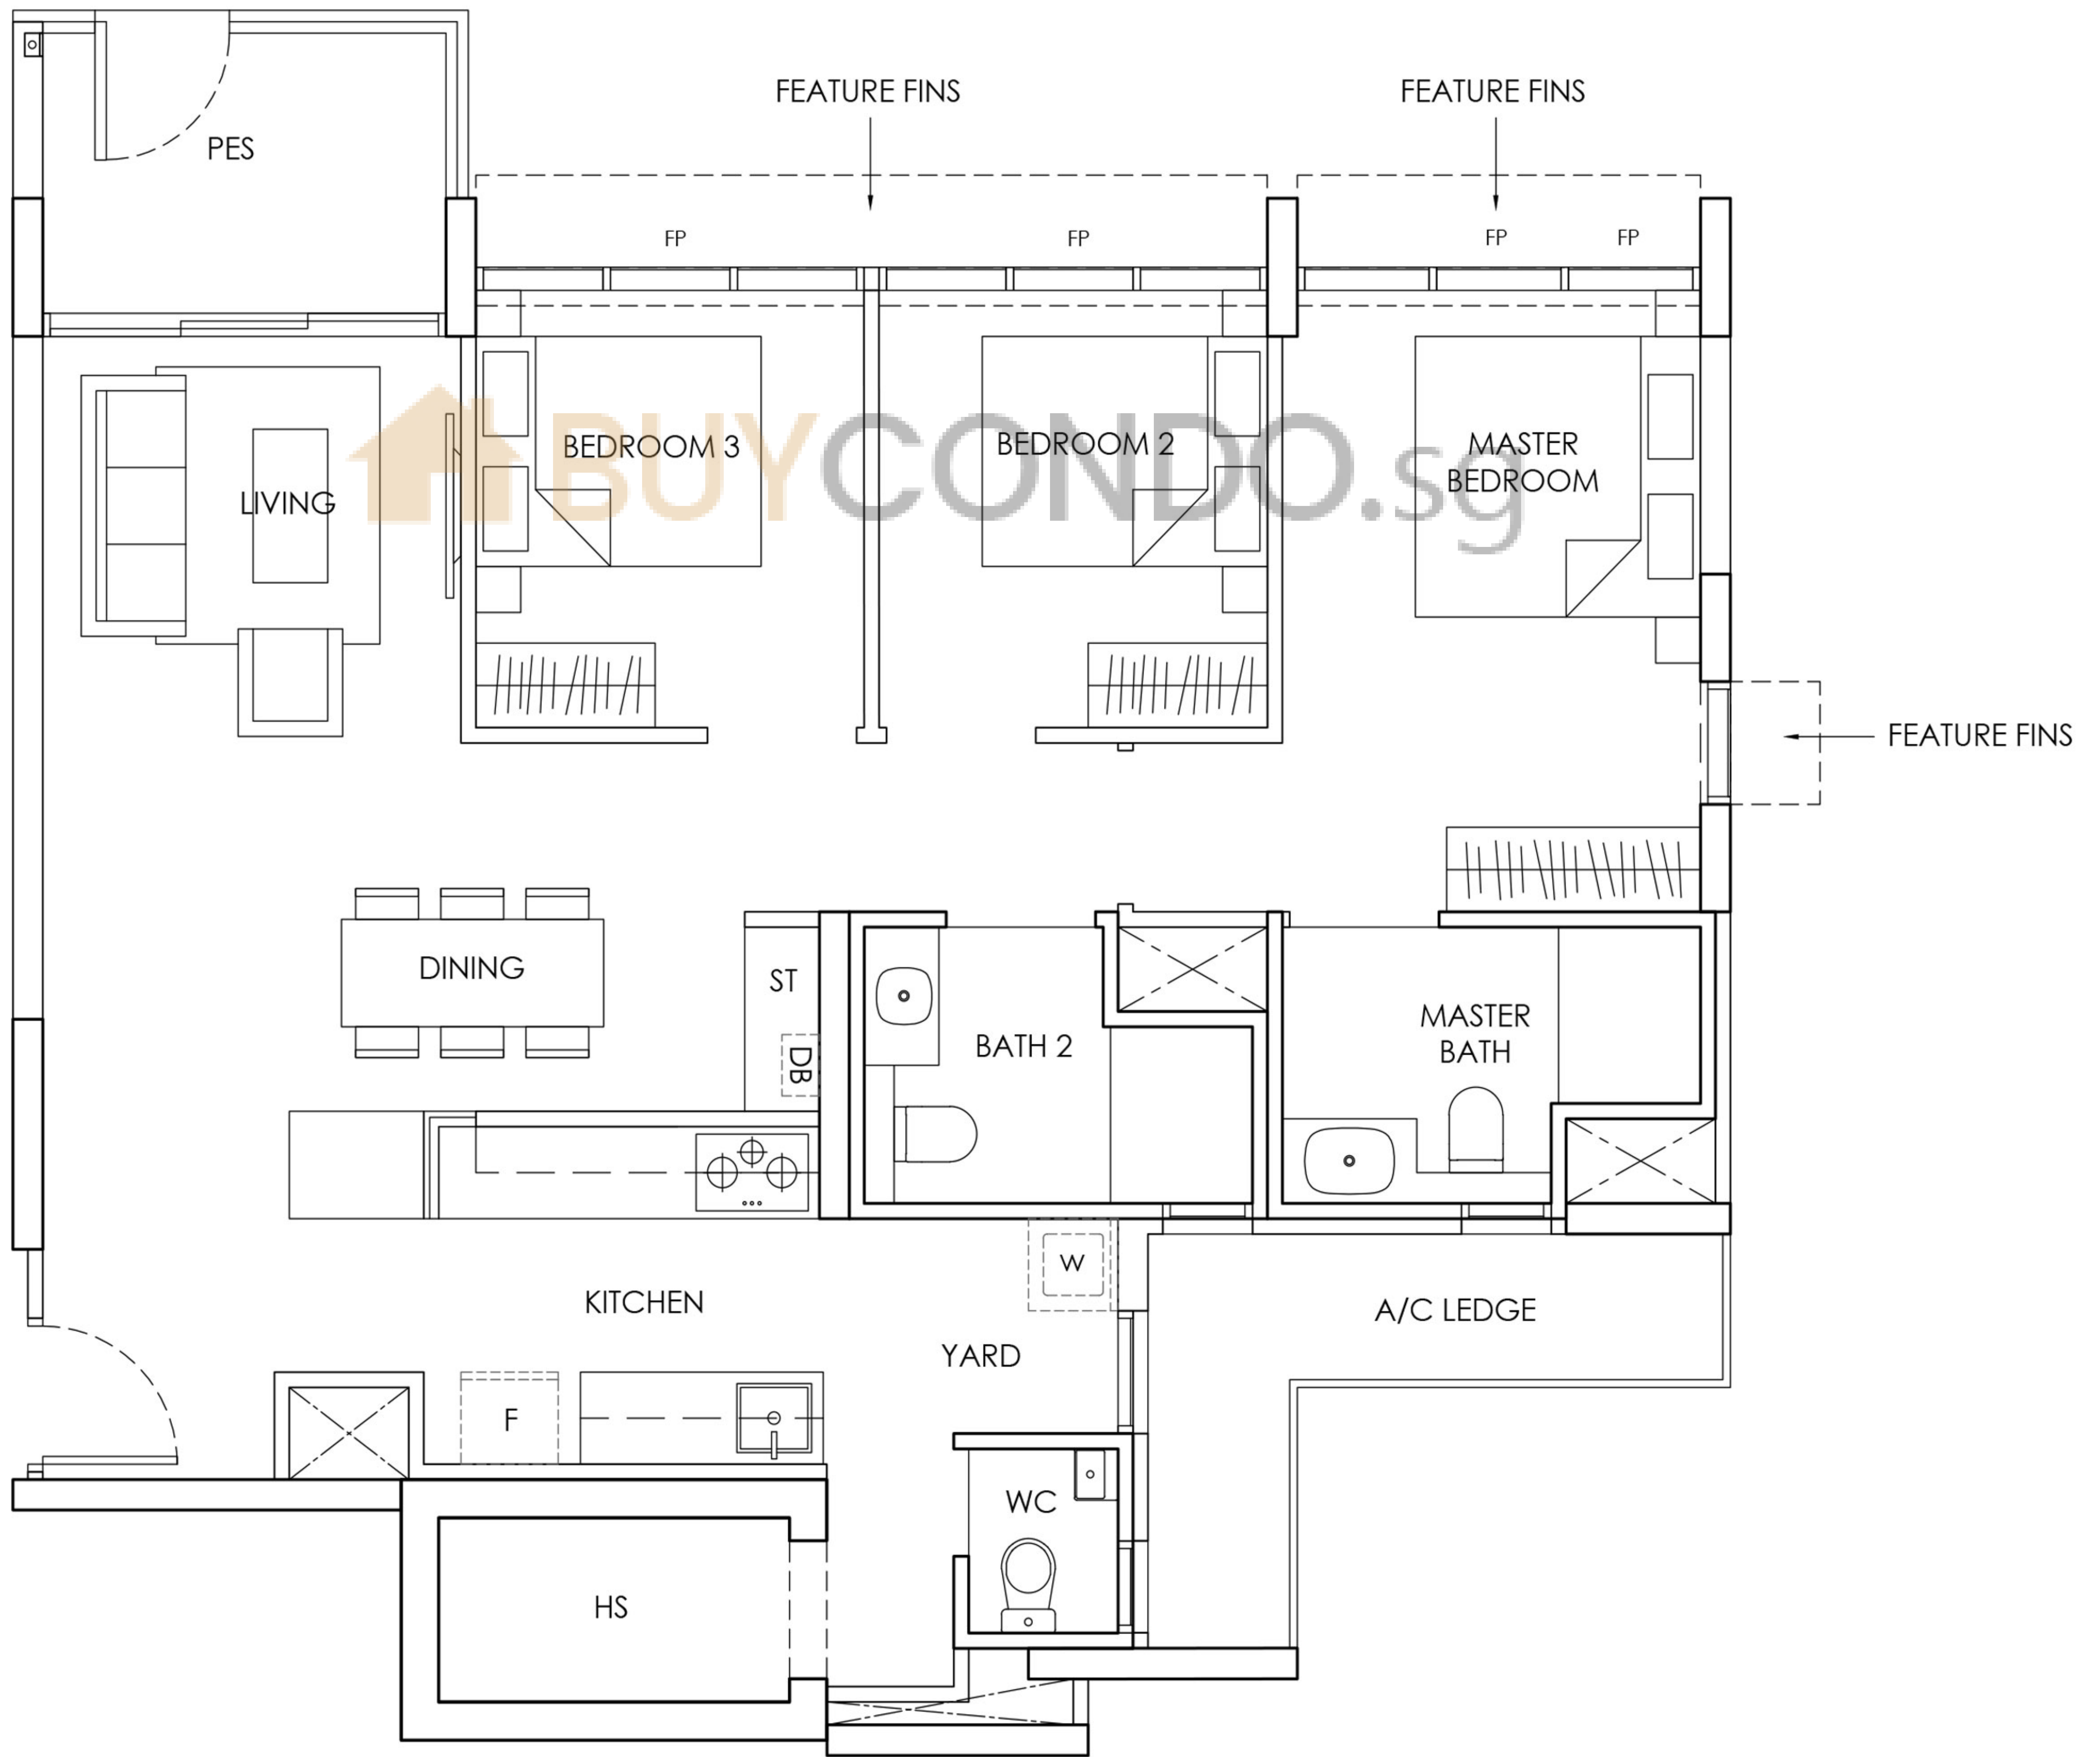 FEATURE FINS
FEATURE FINS
PES
FP
FP
FP
FP
BUYCONDO.sg
BEDROOM 3
BEDROOM 2
MASTER
BEDROOM
LIVING
FEATURE FINS
DINING
ST
DB
BATH 2
MASTER
BATH
W
KITCHEN
A/C LEDGE
YARD
F
WC
HS